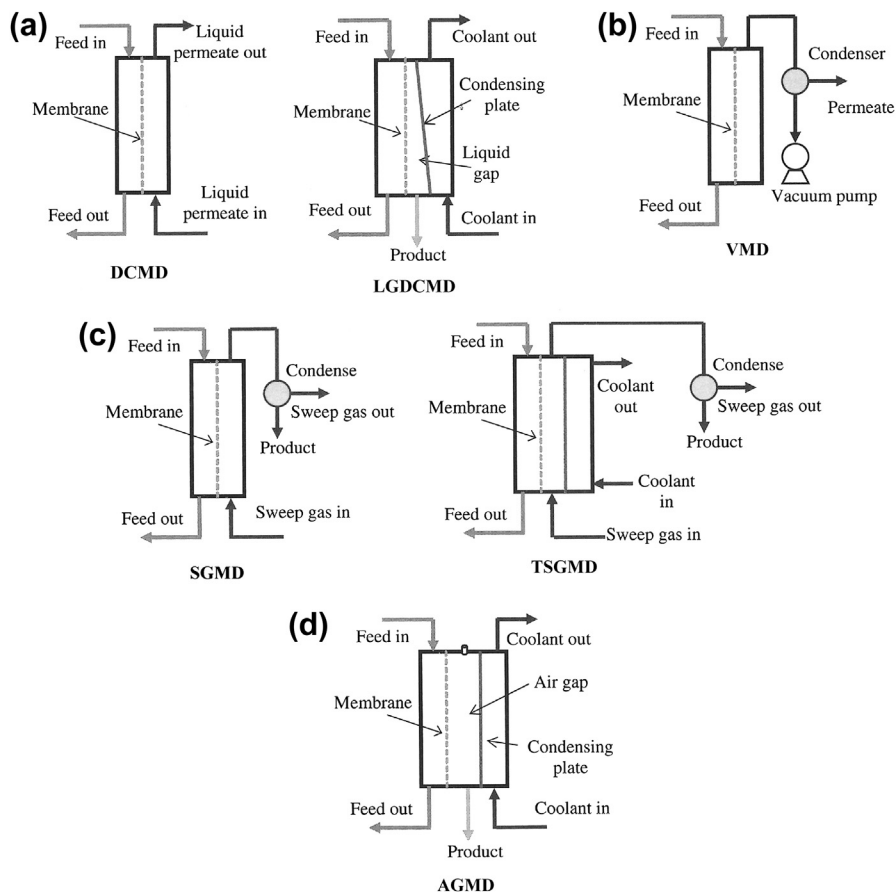 (a)
Feed in
Liquid
permeate out
Membrane
Liquid
permeate in
Feed out
DCMD
Feed in
Coolant out
Condensing
plate
Membrane
Liquid
gap
Feed out
Coolant in
Product
LGDCMD
(b)
Feed in
Condenser
Permeate
Vacuum pump
Feed out
VMD
(c)
Feed in
Condense
Membrane
Sweep gas out
Product
Feed out
Sweep gas in
SGMD
Feed in
Condense
Coolant
out
Sweep gas out
Membrane
Product
Coolant
in
Feed out
Sweep gas in
TSGMD
(d)
Feed in
Coolant out
Air gap
Membrane
Condensing
plate
Feed out
Coolant in
Product
AGMD